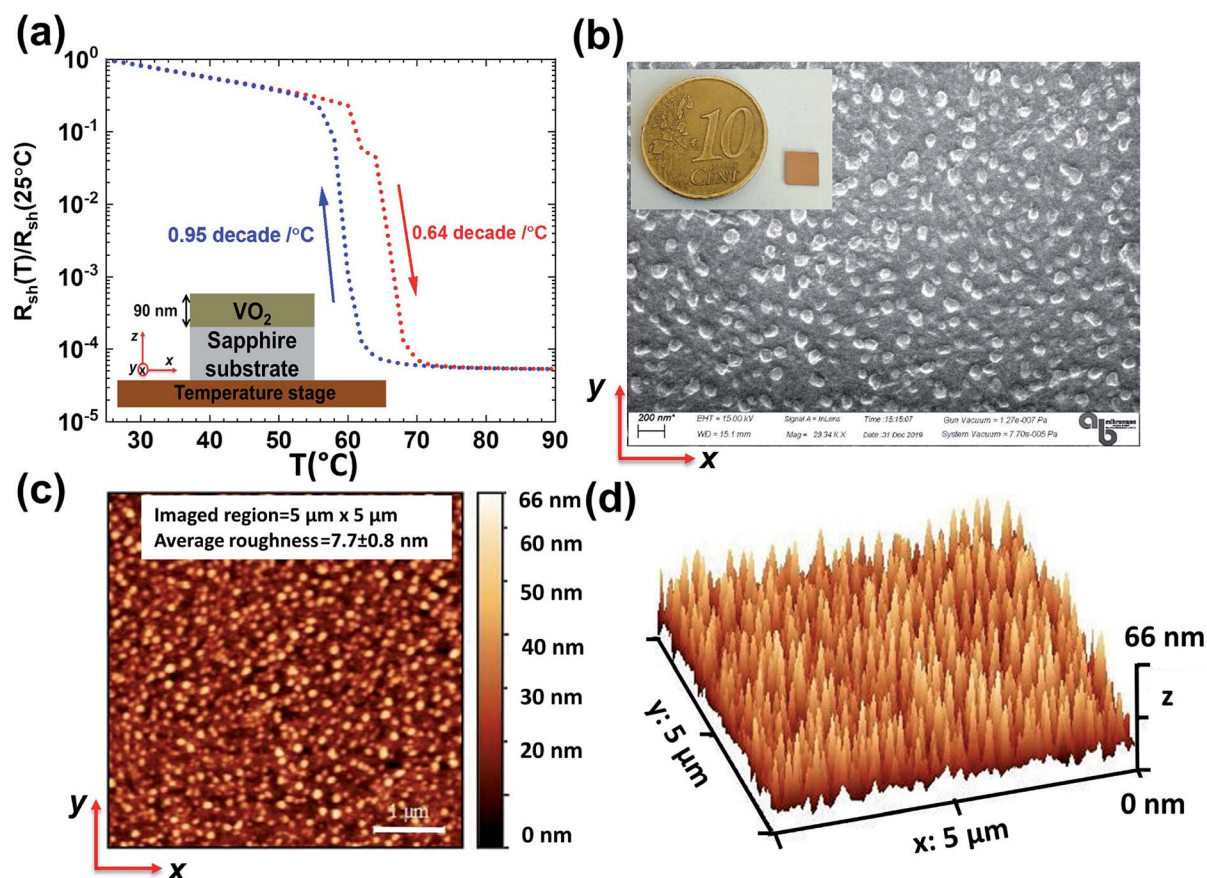 (a)
R_sh(T)/R_sh(25°C)
10⁰
10⁻¹
10⁻²
10⁻³
10⁻⁴
10⁻⁵
0.95 decade /°C
0.64 decade /°C
90 nm
VO₂
Sapphire
substrate
Temperature stage
z
y
x
x
30 40 50 60 70 80 90
T(°C)
(b)
10
CENT
200 nm*
EHT = 15.00 kV
Signal A = InLens
Time :15:15:07
Gun Vacuum = 1.27e-007 Pa
WD = 15.1 mm
Mag = 29.34 K X
Date :31 Dec 2019
System Vacuum = 7.70e-005 Pa
ab
mikronano
y
x
(c)
Imaged region=5 µm x 5 µm
Average roughness=7.7±0.8 nm
66 nm
60 nm
50 nm
40 nm
30 nm
20 nm
0 nm
1 µm
y
x
(d)
66 nm
z
0 nm
y: 5 µm
x: 5 µm